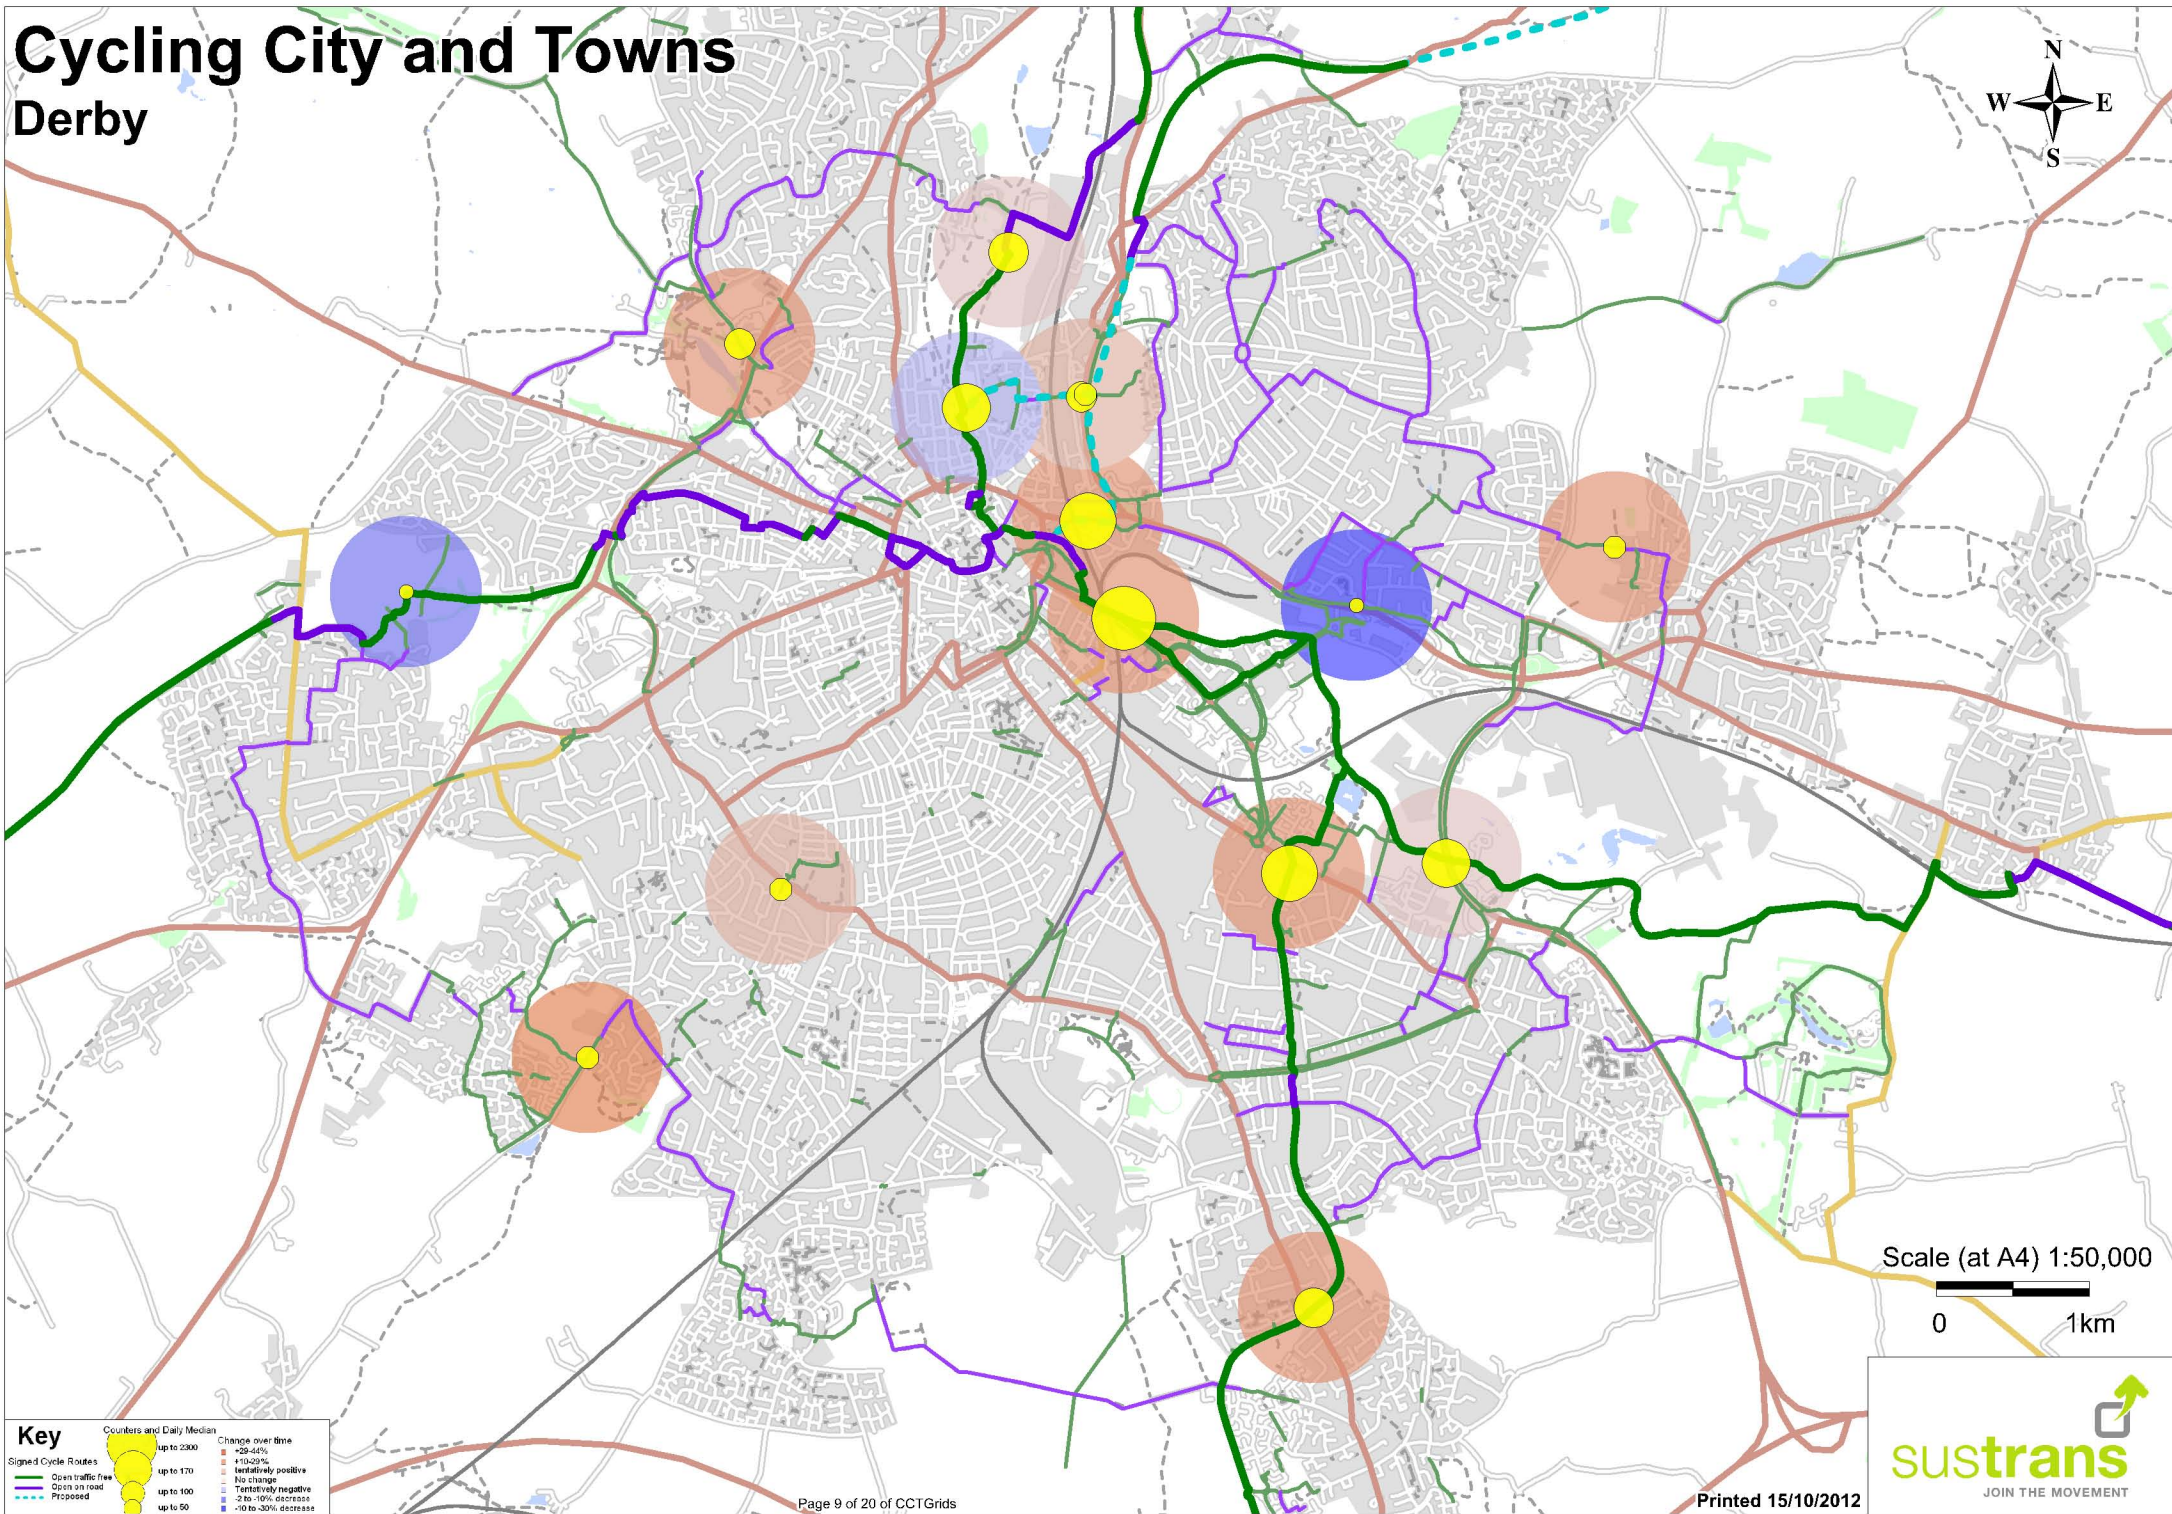 Cycling City and Towns
Derby
N
W E
S
Scale (at A4) 1:50,000
0 1km
Key
Signed Cycle Routes
Open traffic free
Open on road
Proposed
Counters and Daily Median
up to 2300
up to 170
up to 100
up to 50
Change over time
+29-44%
+10-29%
tentatively positive
No change
Tentatively negative
-2 to -10% decrease
-10 to -30% decrease
Page 9 of 20 of CCTGrids
Printed 15/10/2012
sustrans
JOIN THE MOVEMENT